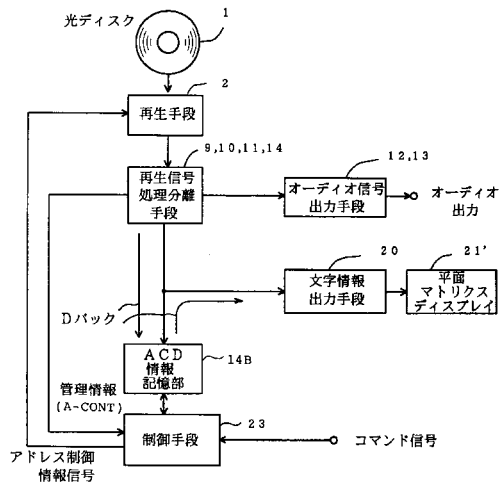 光ディスク
1
2
再生手段
9,10,11,14
再生信号
処理分離
手段
12,13
オーディオ信号
出力手段
オーディオ
出力
20
文字情報
出力手段
21'
平面
マトリクス
ディスプレイ
Dパック
ACD
情報
記憶部
14B
管理情報
(A-CONT)
23
制御手段
コマンド信号
アドレス制御
情報信号